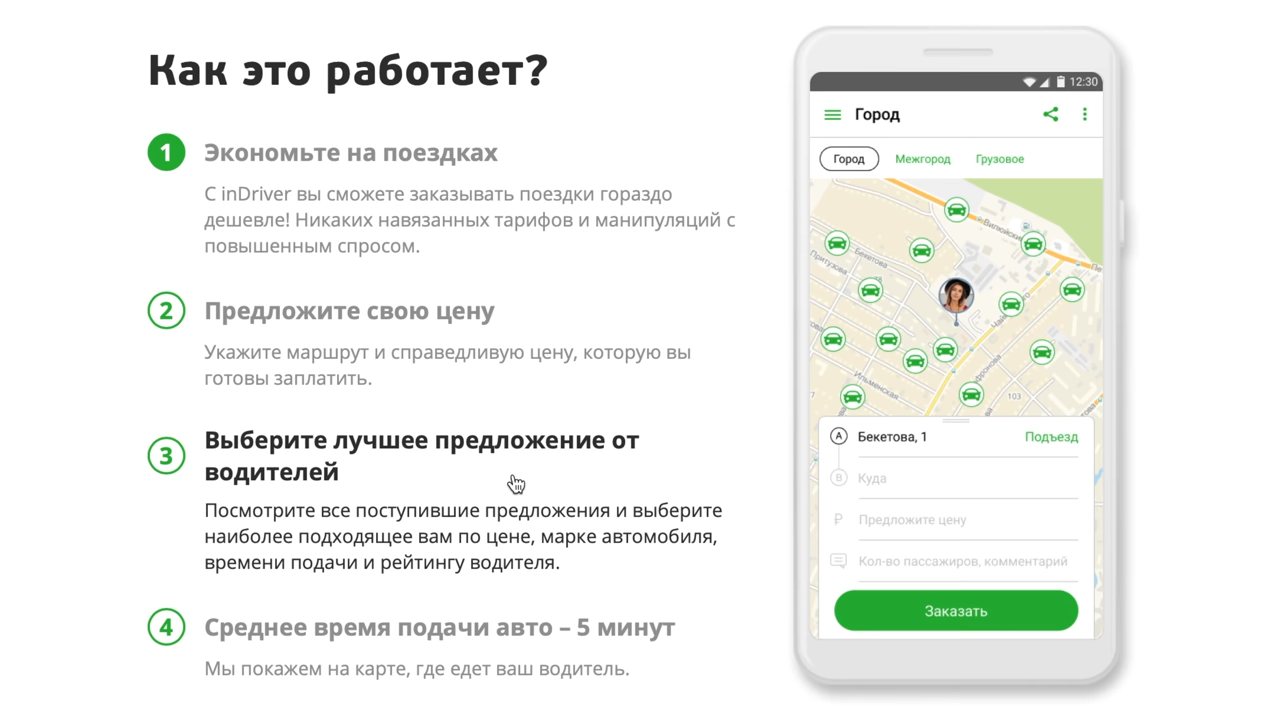 Как это работает?
1
Экономьте на поездках
С inDriver вы сможете заказывать поездки гораздо
дешевле! Никаких навязанных тарифов и манипуляций с
повышенным спросом.
2
Предложите свою цену
Укажите маршрут и справедливую цену, которую вы
готовы заплатить.
3
Выберите лучшее предложение от
водителей
Посмотрите все поступившие предложения и выберите
наиболее подходящее вам по цене, марке автомобиля,
времени подачи и рейтингу водителя.
4
Среднее время подачи авто – 5 минут
Мы покажем на карте, где едет ваш водитель.
12:30
Город
Город Межгород Грузовое
Бекетова
Притузова
Ильменская
103
A Бекетова, 1 Подъезд
B Куда
₽ Предложите цену
Кол-во пассажиров, комментарий
Заказать